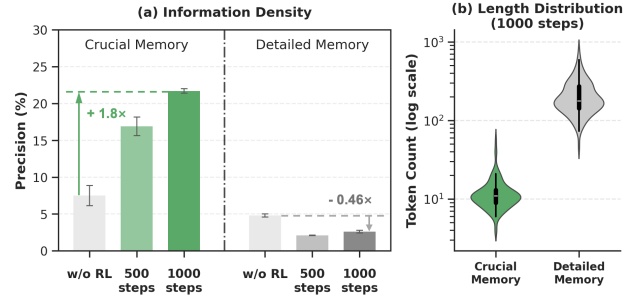 (a) Information Density
Crucial Memory
Detailed Memory
Precision (%)
30
25
20
15
10
5
0
+ 1.8×
- 0.46×
w/o RL
500
steps
1000
steps
w/o RL
500
steps
1000
steps
(b) Length Distribution
(1000 steps)
Token Count (log scale)
10³
10²
10¹
Crucial
Memory
Detailed
Memory